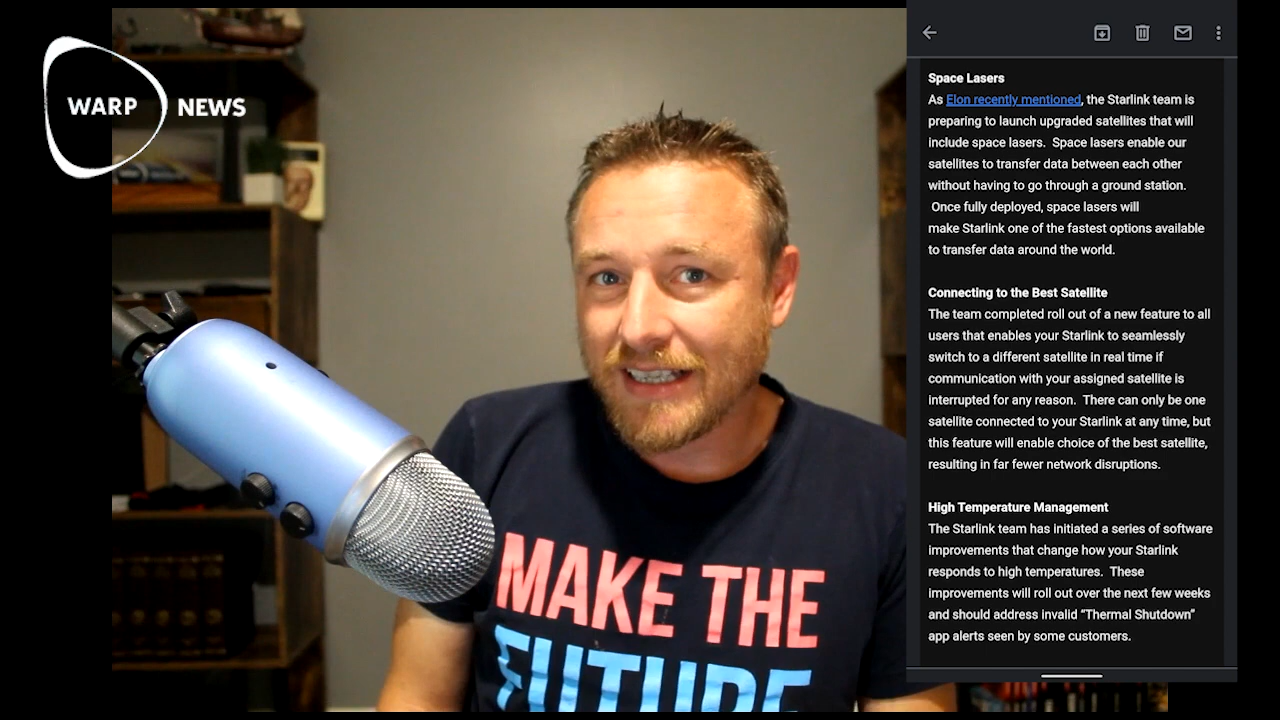 WARP NEWS
MAKE THE
FUTURE
Space Lasers
As Elon recently mentioned, the Starlink team is
preparing to launch upgraded satellites that will
include space lasers.  Space lasers enable our
satellites to transfer data between each other
without having to go through a ground station.
Once fully deployed, space lasers will
make Starlink one of the fastest options available
to transfer data around the world.
Connecting to the Best Satellite
The team completed roll out of a new feature to all
users that enables your Starlink to seamlessly
switch to a different satellite in real time if
communication with your assigned satellite is
interrupted for any reason.  There can only be one
satellite connected to your Starlink at any time, but
this feature will enable choice of the best satellite,
resulting in far fewer network disruptions.
High Temperature Management
The Starlink team has initiated a series of software
improvements that change how your Starlink
responds to high temperatures.  These
improvements will roll out over the next few weeks
and should address invalid “Thermal Shutdown”
app alerts seen by some customers.